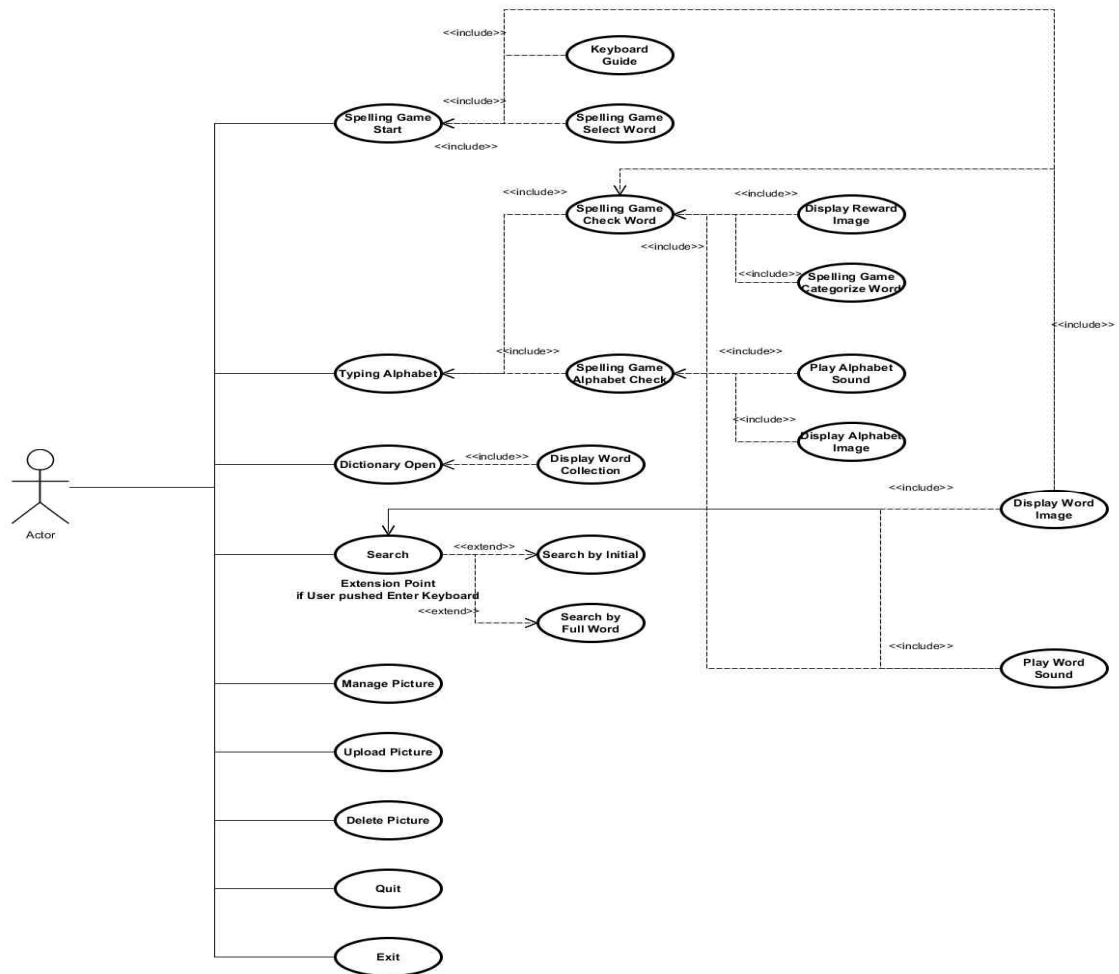 <<include>>
Keyboard
Guide
<<include>>
Spelling Game
Start
Spelling Game
Select Word
<<include>>
<<include>>
Spelling Game
Check Word
<<include>>
Display Reward
Image
<<include>>
<<include>>
Spelling Game
Categorize Word
<<include>>
Typing Alphabet
<<include>>
Spelling Game
Alphabet Check
<<include>>
Play Alphabet
Sound
<<include>>
Display Alphabet
Image
Actor
Dictionary Open
<<include>>
Display Word
Collection
<<include>>
Display Word
Image
Search
<<extend>>
Search by Initial
Extension Point
if User pushed Enter Keyboard
<<extend>>
Search by
Full Word
<<include>>
Play Word
Sound
Manage Picture
Upload Picture
Delete Picture
Quit
Exit